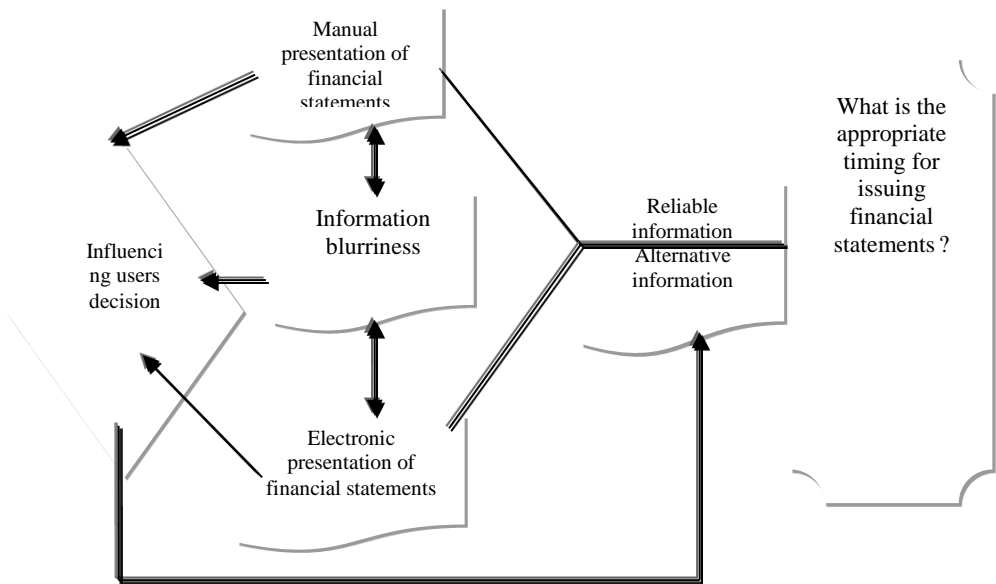 Manual
presentation of
financial
statements
What is the
appropriate
timing for
issuing
financial
statements ?
Information
blurriness
Reliable
information
Alternative
information
Influenci
ng users
decision
Electronic
presentation of
financial statements